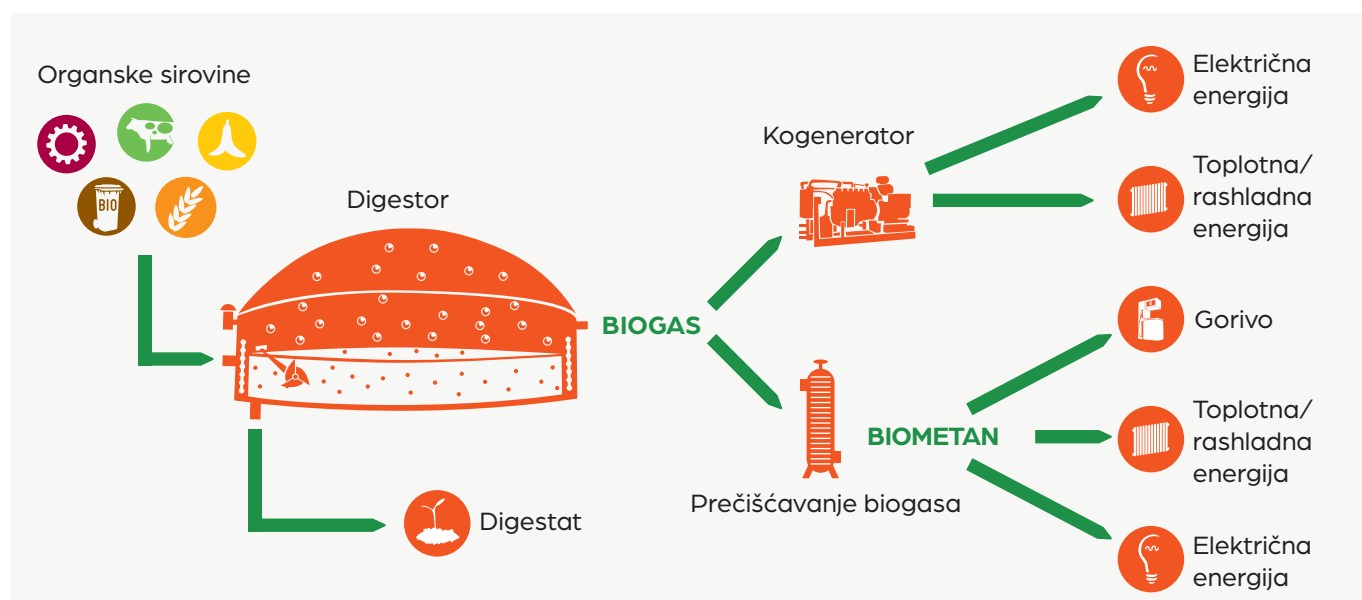 Organske sirovine
BIO
Digestor
BIOGAS
Digestat
Kogenerator
Električna
energija
Toplotna/
rashladna
energija
Prečišćavanje biogasa
BIOMETAN
Gorivo
Toplotna/
rashladna
energija
Električna
energija